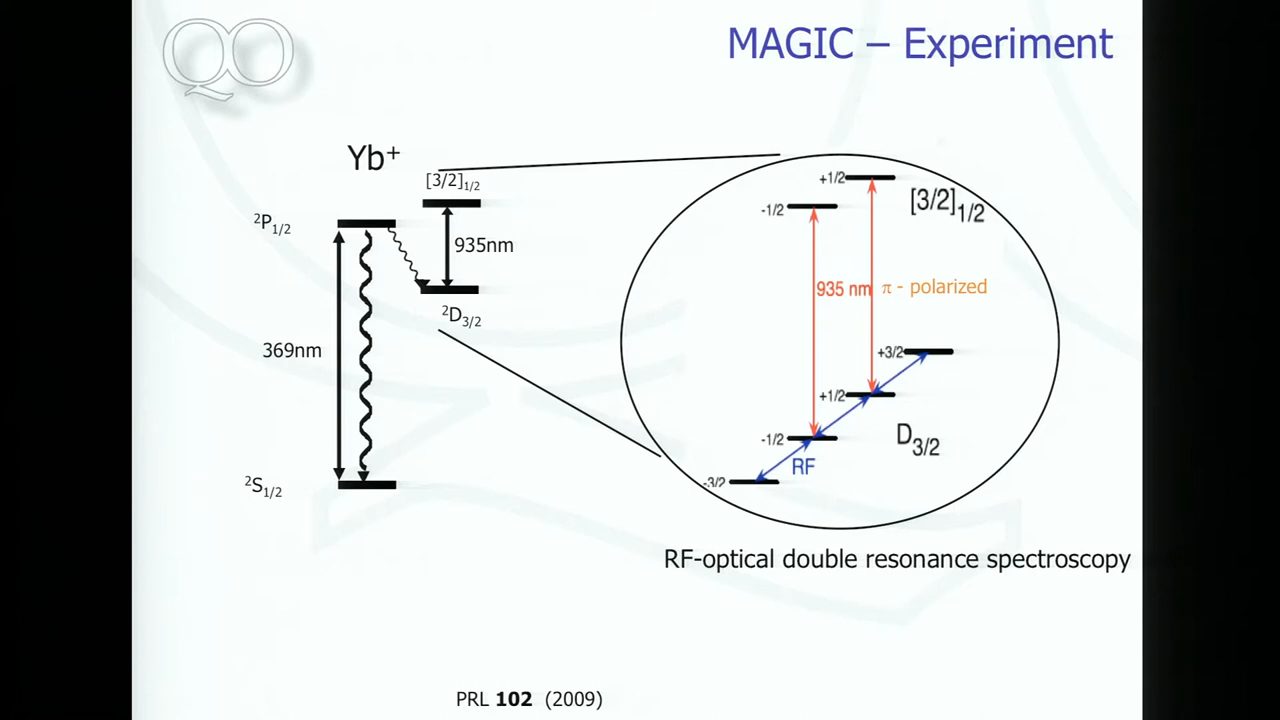 QO
MAGIC – Experiment
Yb⁺
[3/2]₁/₂
²P₁/₂
935nm
²D₃/₂
369nm
²S₁/₂
+1/2
-1/2
[3/2]₁/₂
935 nm
π - polarized
+3/2
+1/2
-1/2
D₃/₂
RF
-3/2
RF-optical double resonance spectroscopy
PRL 102 (2009)